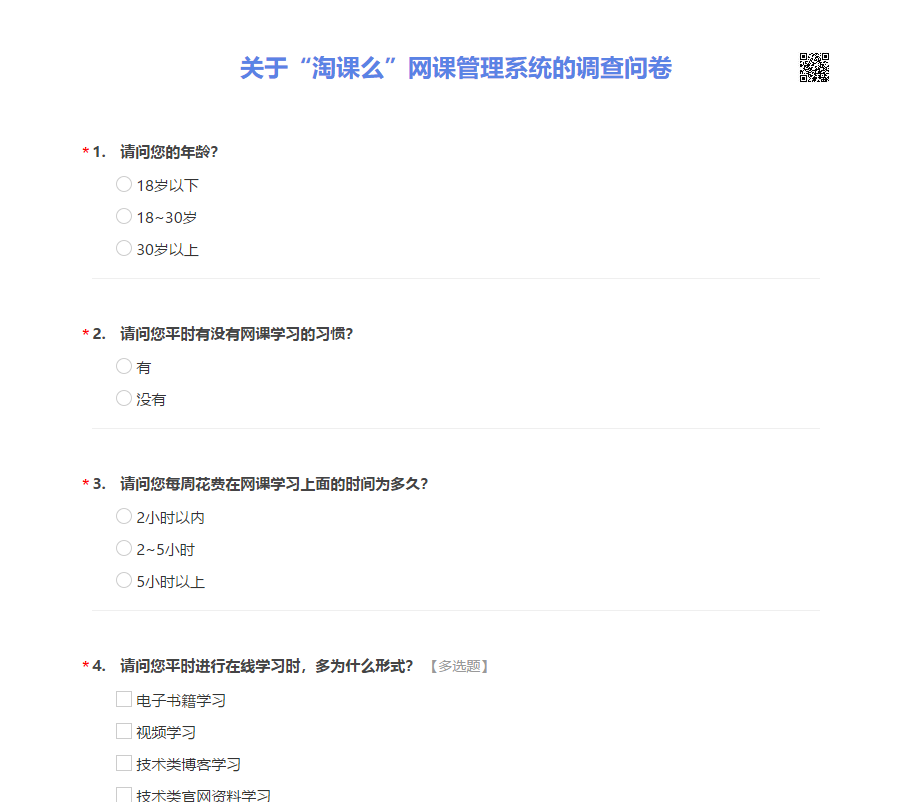 关于“淘课么”网课管理系统的调查问卷
*1. 请问您的年龄?
18岁以下
18~30岁
30岁以上
*2. 请问您平时有没有网课学习的习惯?
有
没有
*3. 请问您每周花费在网课学习上面的时间为多久?
2小时以内
2~5小时
5小时以上
*4. 请问您平时进行在线学习时，多为什么形式? 【多选题】
电子书籍学习
视频学习
技术类博客学习
技术类官网资料学习